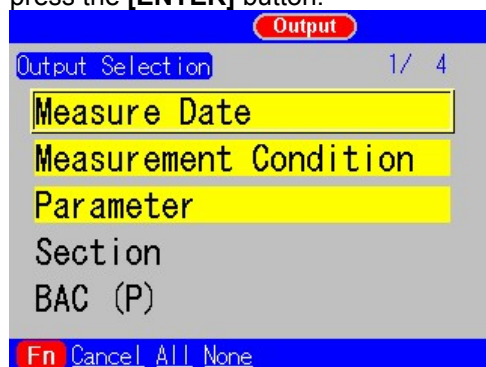 press the [ENTER] button.
Output
Output Selection 1/ 4
Measure Date
Measurement Condition
Parameter
Section
BAC (P)
Fn Cancel All None